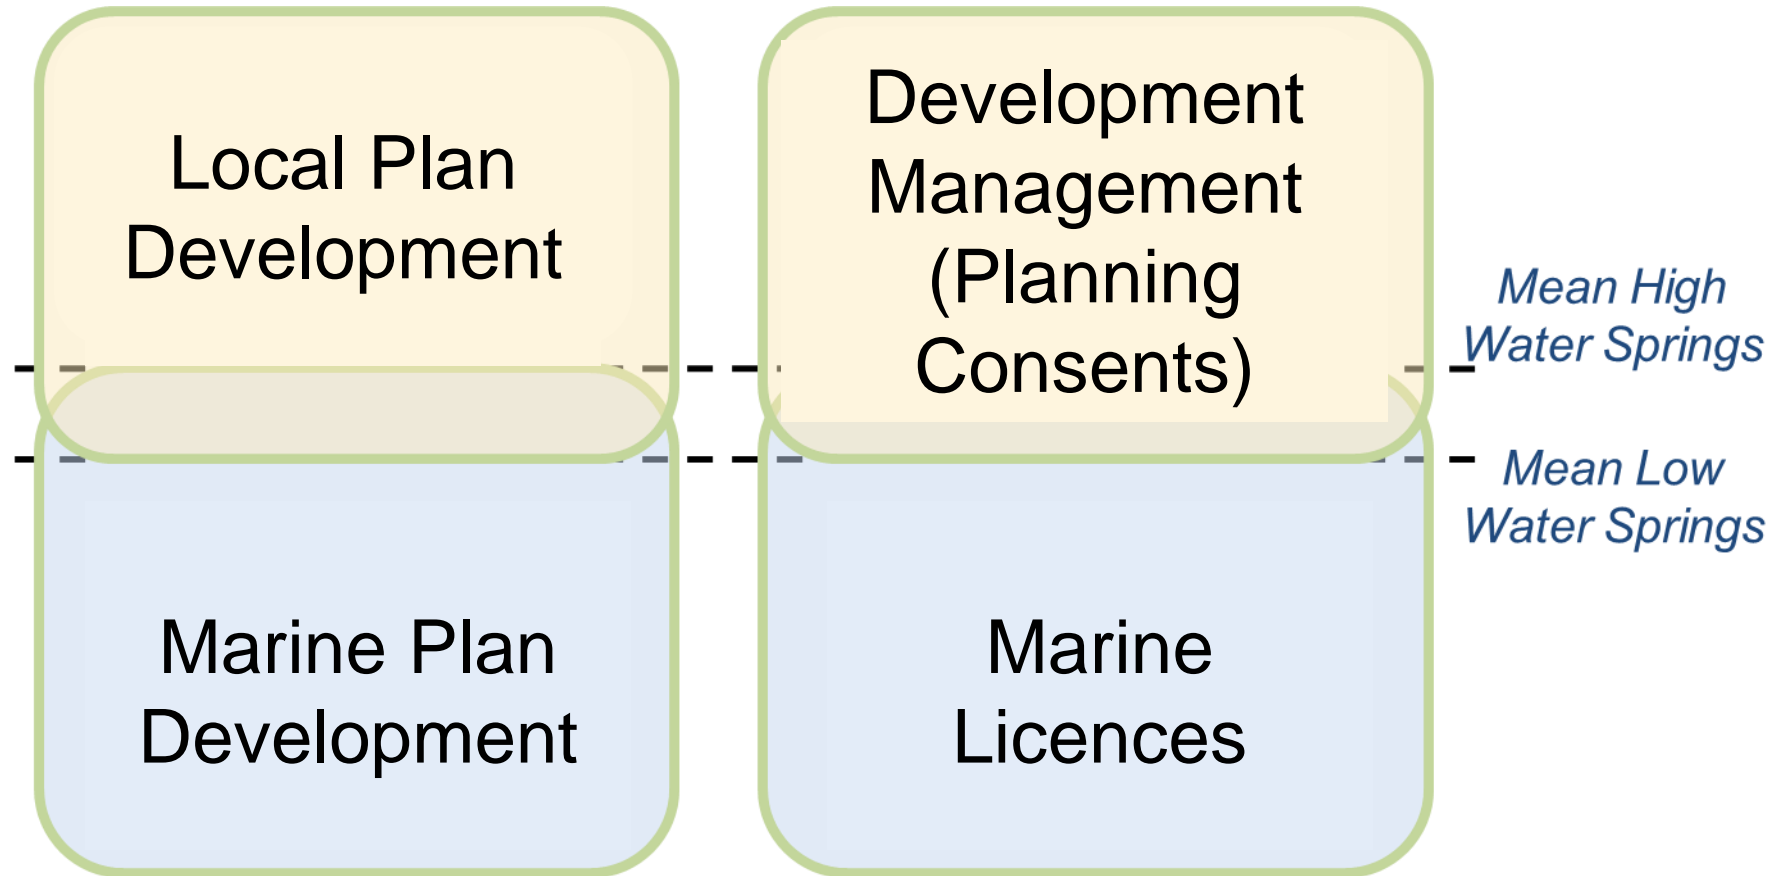 Local Plan
Development
Development
Management
(Planning
Consents)
Mean High
Water Springs
Mean Low
Water Springs
Marine Plan
Development
Marine
Licences